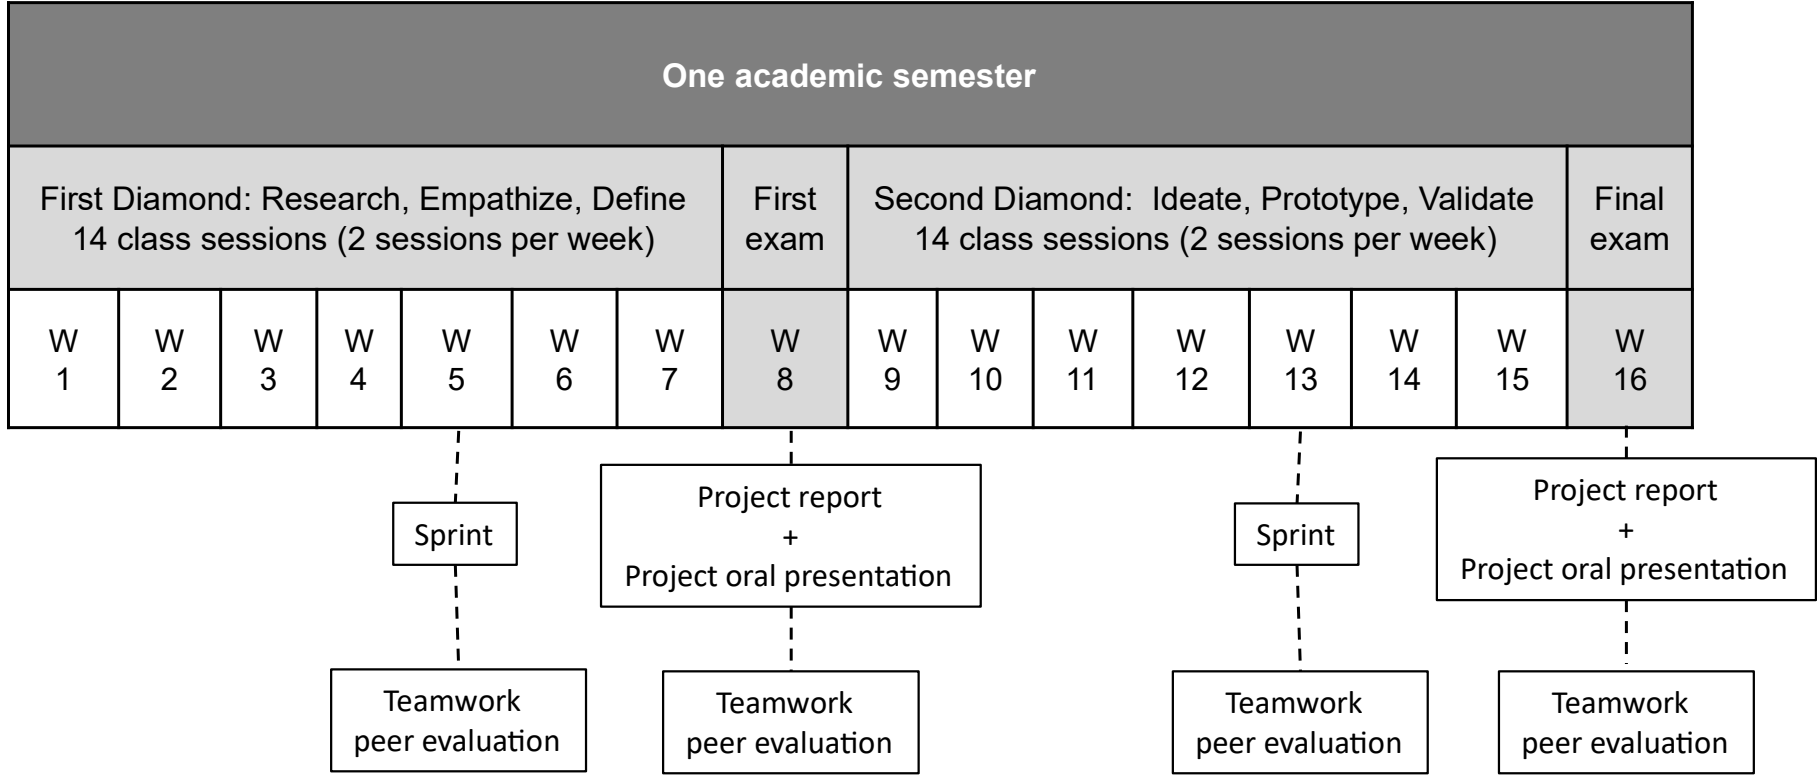 One academic semester
First Diamond: Research, Empathize, Define
14 class sessions (2 sessions per week)
First
exam
Second Diamond:  Ideate, Prototype, Validate
14 class sessions (2 sessions per week)
Final
exam
W
1
W
2
W
3
W
4
W
5
W
6
W
7
W
8
W
9
W
10
W
11
W
12
W
13
W
14
W
15
W
16
Sprint
Project report
+
Project oral presentation
Sprint
Project report
+
Project oral presentation
Teamwork
peer evaluation
Teamwork
peer evaluation
Teamwork
peer evaluation
Teamwork
peer evaluation